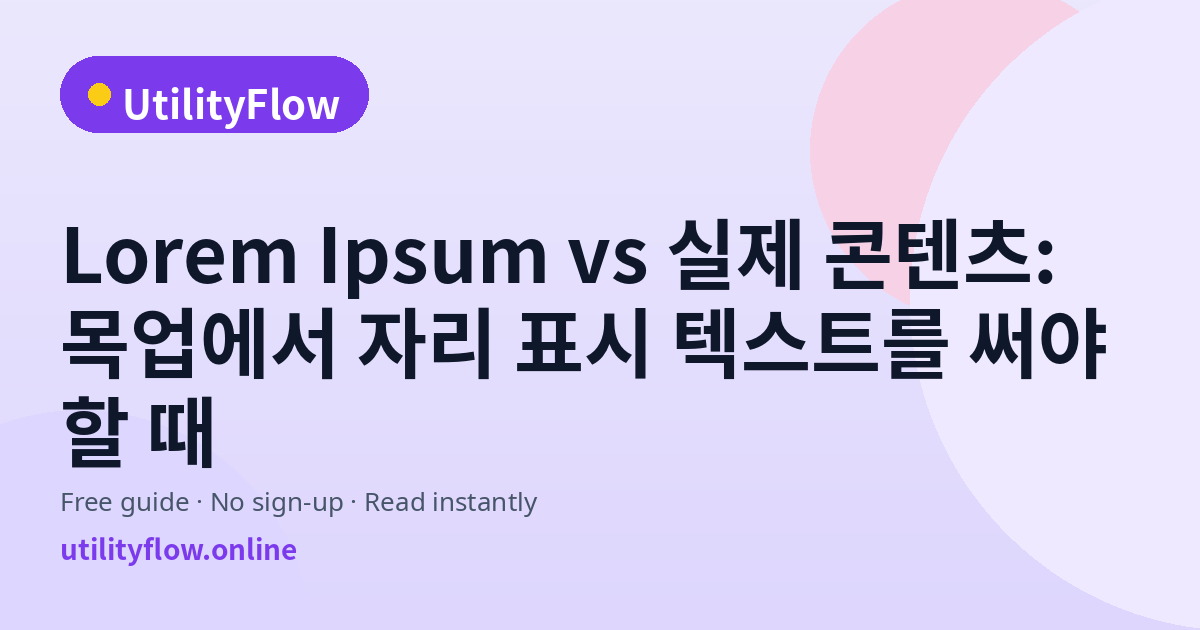 UtilityFlow
Lorem Ipsum vs 실제 콘텐츠:
목업에서 자리 표시 텍스트를 써야
할 때
Free guide · No sign-up · Read instantly
utilityflow.online